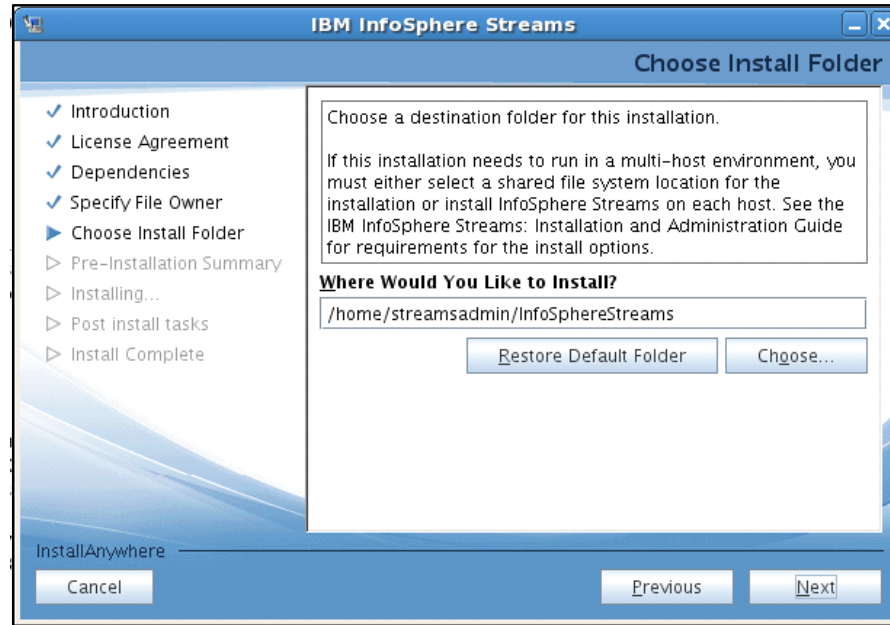 IBM InfoSphere Streams
Choose Install Folder
Introduction
License Agreement
Dependencies
Specify File Owner
Choose Install Folder
Pre-Installation Summary
Installing...
Post install tasks
Install Complete
Choose a destination folder for this installation.
If this installation needs to run in a multi-host environment, you
must either select a shared file system location for the
installation or install InfoSphere Streams on each host. See the
IBM InfoSphere Streams: Installation and Administration Guide
for requirements for the install options.
Where Would You Like to Install?
/home/streamsadmin/InfoSphereStreams
Restore Default Folder Choose...
InstallAnywhere
Cancel Previous Next